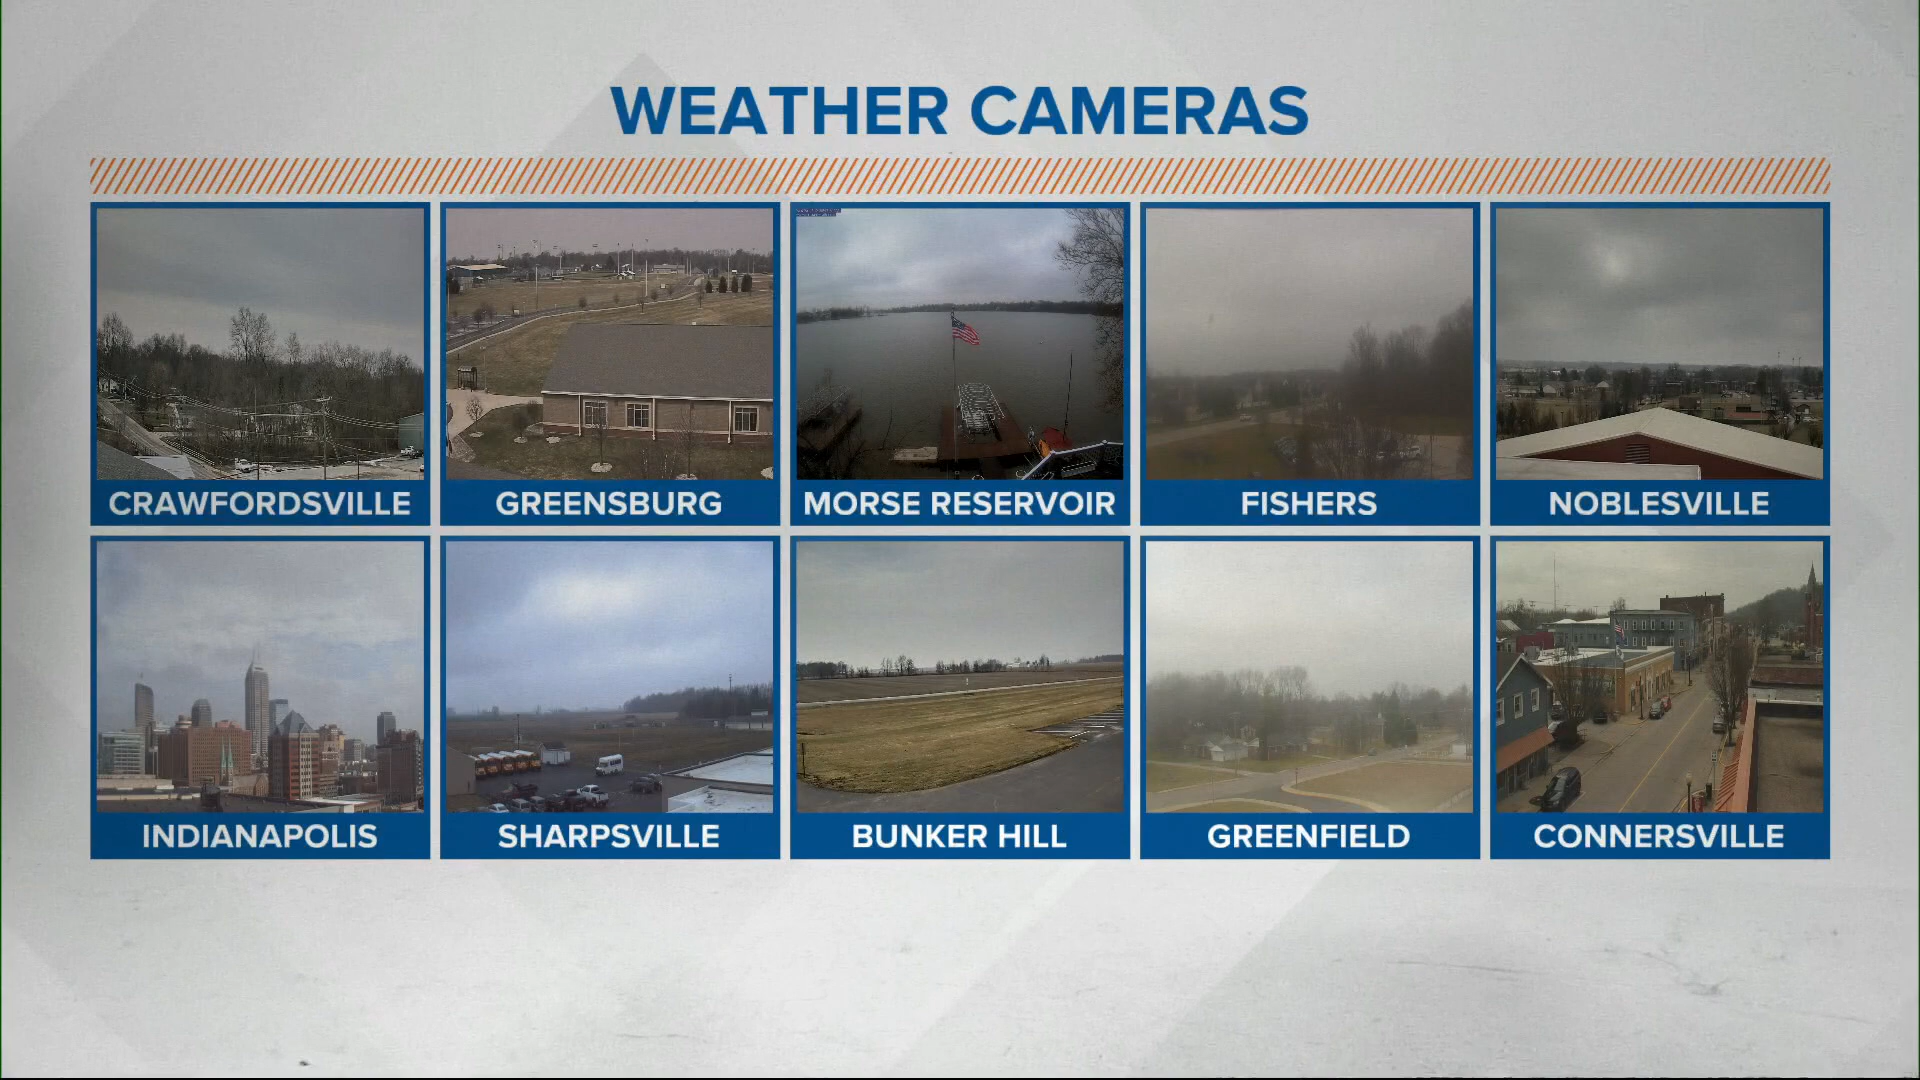 WEATHER CAMERAS
CRAWFORDSVILLE
GREENSBURG
MORSE RESERVOIR
FISHERS
NOBLESVILLE
INDIANAPOLIS
SHARPSVILLE
BUNKER HILL
GREENFIELD
CONNERSVILLE